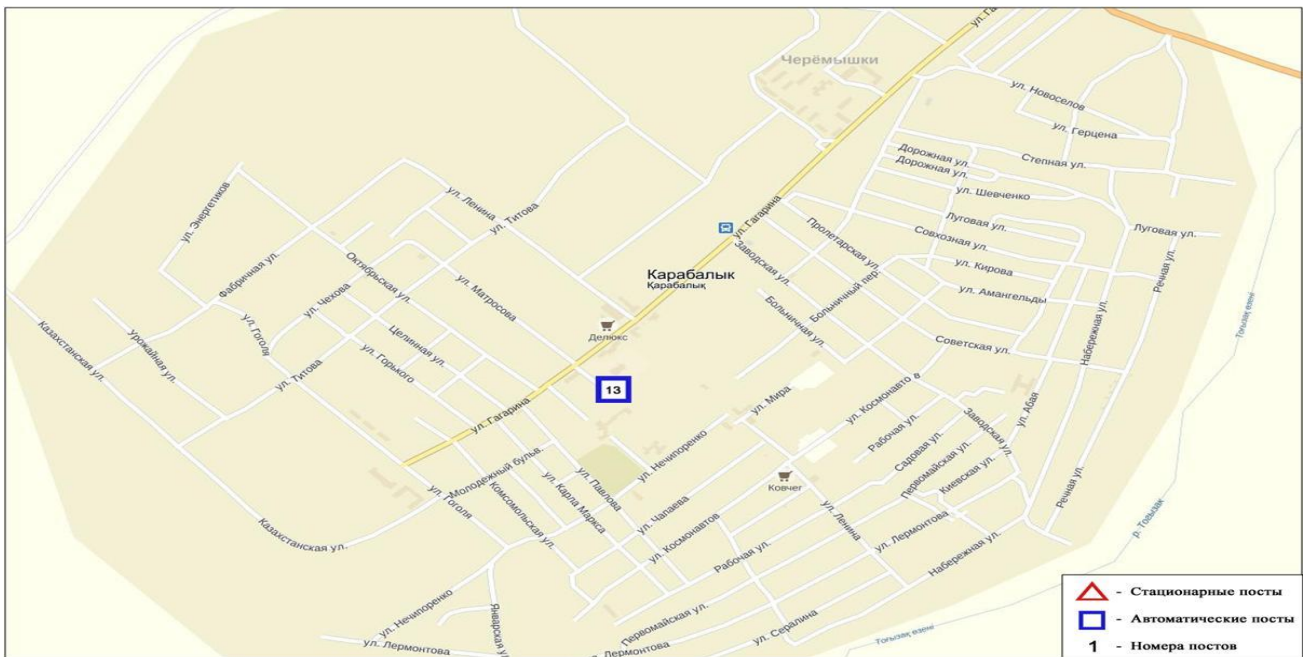 ул. Га
Черёмышки
ул. Новоселов
ул. Герцена
Дорожная ул.
Дорожная ул.
Степная ул.
ул. Шевченко
ул. Энергетиков
ул. Ленина
ул. Титова
ул. Гагарина
Пролетарская ул.
Луговая ул.
Луговая ул.
Совхозная ул.
Заводская ул.
ул. Кирова
Речная ул.
Фабричная ул.
Октябрьская ул.
Карабалык
Қарабалық
Больничный пер.
ул. Амангельды
ул. Чехова
ул. Матросова
Больничная ул.
Набережная ул.
Тоғызақ өзені
Казахстанская ул.
Урожайная ул.
ул. Гоголя
Целинная ул.
ул. Горького
Делюкс
Советская ул.
ул. Титова
13
ул. Мира
ул. Космонавто в
ул. Гагарина
Заводская ул.
ул. Абая
Рабочая ул.
Садовая ул.
Молодежный бульв.
ул. Нечипоренко
Первомайская ул.
Киевская ул.
ул. Гоголя
Комсомольская ул.
ул. Карла Маркса
ул. Павлова
Ковчег
Речная ул.
ул. Чапаева
ул. Ленина
р. Тогызак
Казахстанская ул.
ул. Космонавтов
ул. Лермонтова
Рабочая ул.
Набережная ул.
ул. Нечипоренко
Январская ул.
Первомайская ул.
ул. Сералина
Тоғызақ өзені
ул. Лермонтова
ул. Лермонтова
- Стационарные посты
- Автоматические посты
1 - Номера постов